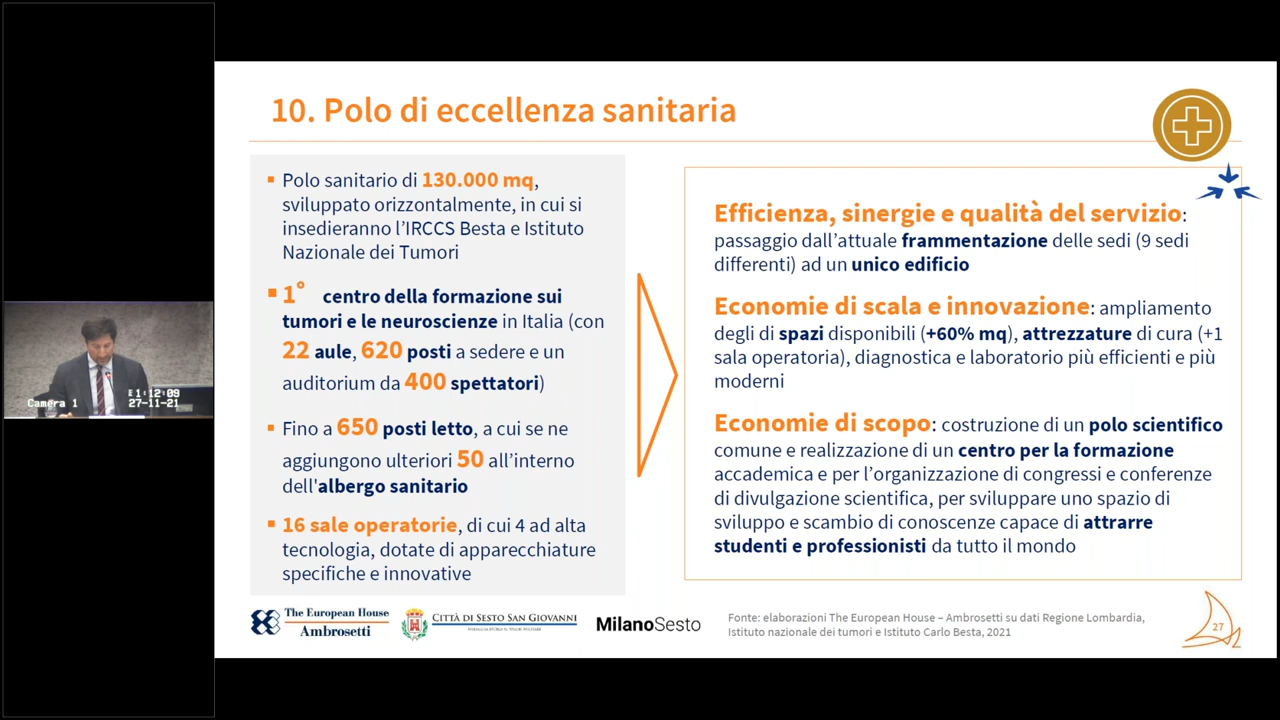 10. Polo di eccellenza sanitaria
▪ Polo sanitario di 130.000 mq,
sviluppato orizzontalmente, in cui si
insedieranno l'IRCCS Besta e Istituto
Nazionale dei Tumori
▪ 1° centro della formazione sui
tumori e le neuroscienze in Italia (con
22 aule, 620 posti a sedere e un
auditorium da 400 spettatori)
▪ Fino a 650 posti letto, a cui se ne
aggiungono ulteriori 50 all'interno
dell'albergo sanitario
▪ 16 sale operatorie, di cui 4 ad alta
tecnologia, dotate di apparecchiature
specifiche e innovative
Efficienza, sinergie e qualità del servizio:
passaggio dall'attuale frammentazione delle sedi (9 sedi
differenti) ad un unico edificio
Economie di scala e innovazione: ampliamento
degli di spazi disponibili (+60% mq), attrezzature di cura (+1
sala operatoria), diagnostica e laboratorio più efficienti e più
moderni
Economie di scopo: costruzione di un polo scientifico
comune e realizzazione di un centro per la formazione
accademica e per l'organizzazione di congressi e conferenze
di divulgazione scientifica, per sviluppare uno spazio di
sviluppo e scambio di conoscenze capace di attrarre
studenti e professionisti da tutto il mondo
The European House
Ambrosetti
CITTÀ DI SESTO SAN GIOVANNI
MilanoSesto
Fonte: elaborazioni The European House – Ambrosetti su dati Regione Lombardia,
Istituto nazionale dei tumori e Istituto Carlo Besta, 2021
27
Camera 1
1:12:09
27-11-21